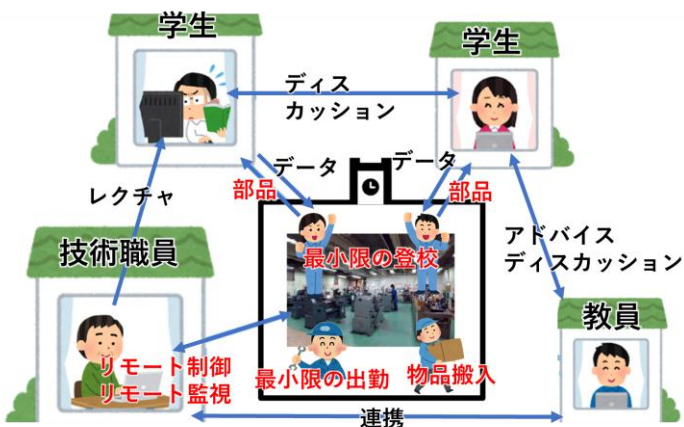 学生
学生
ディス
カッション
データ
データ
部品
部品
レクチャ
技術職員
最小限の登校
アドバイス
ディスカッション
教員
リモート制御
リモート監視
最小限の出勤
物品搬入
連携